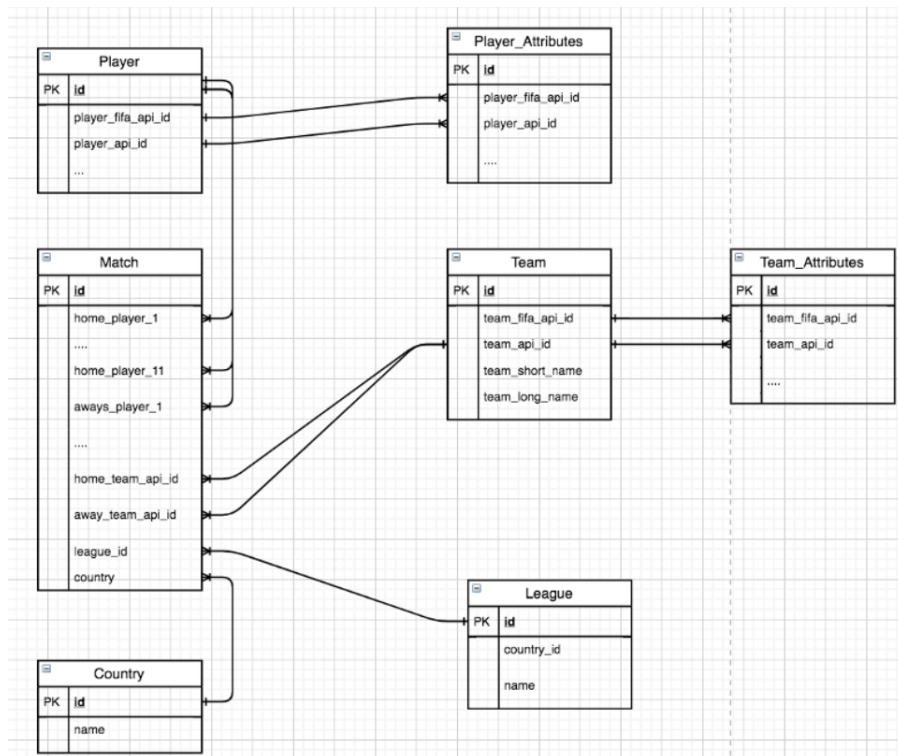 Player
PK id
player_fifa_api_id
player_api_id
...
Player_Attributes
PK id
player_fifa_api_id
player_api_id
....
Match
PK id
home_player_1
....
home_player_11
aways_player_1
....
home_team_api_id
away_team_api_id
league_id
country
Team
PK id
team_fifa_api_id
team_api_id
team_short_name
team_long_name
Team_Attributes
PK id
team_fifa_api_id
team_api_id
....
League
PK id
country_id
name
Country
PK id
name